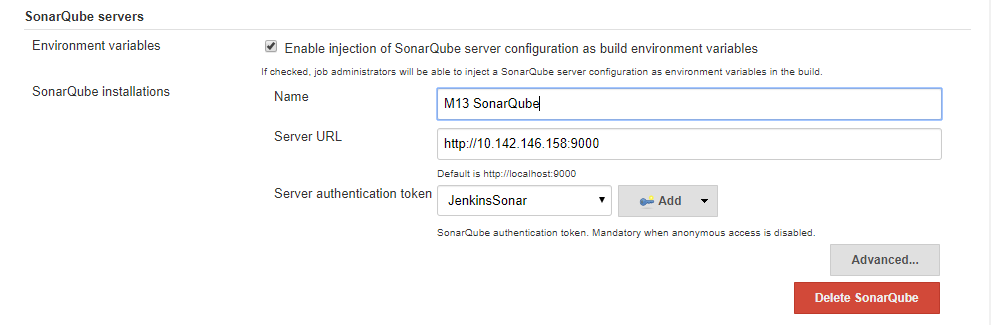 SonarQube servers
Environment variables
Enable injection of SonarQube server configuration as build environment variables
If checked, job administrators will be able to inject a SonarQube server configuration as environment variables in the build.
SonarQube installations
Name
M13 SonarQube
Server URL
http://10.142.146.158:9000
Default is http://localhost:9000
Server authentication token
JenkinsSonar
Add
SonarQube authentication token. Mandatory when anonymous access is disabled.
Advanced...
Delete SonarQube